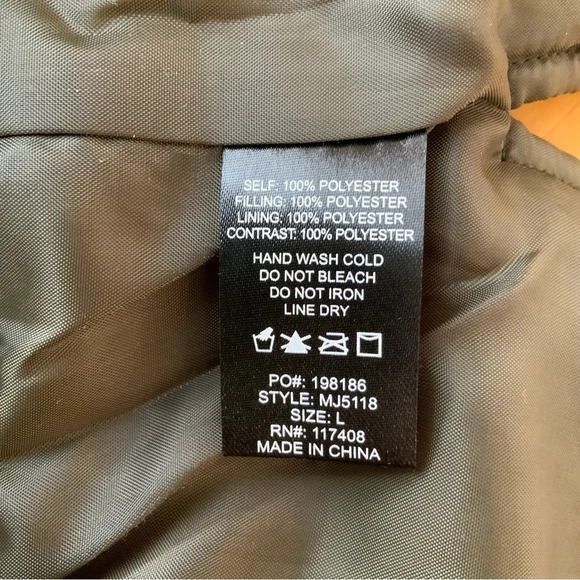 SELF: 100% POLYESTER
FILLING: 100% POLYESTER
LINING: 100% POLYESTER
CONTRAST: 100% POLYESTER
HAND WASH COLD
DO NOT BLEACH
DO NOT IRON
LINE DRY
PO#: 198186
STYLE: MJ5118
SIZE: L
RN#: 117408
MADE IN CHINA